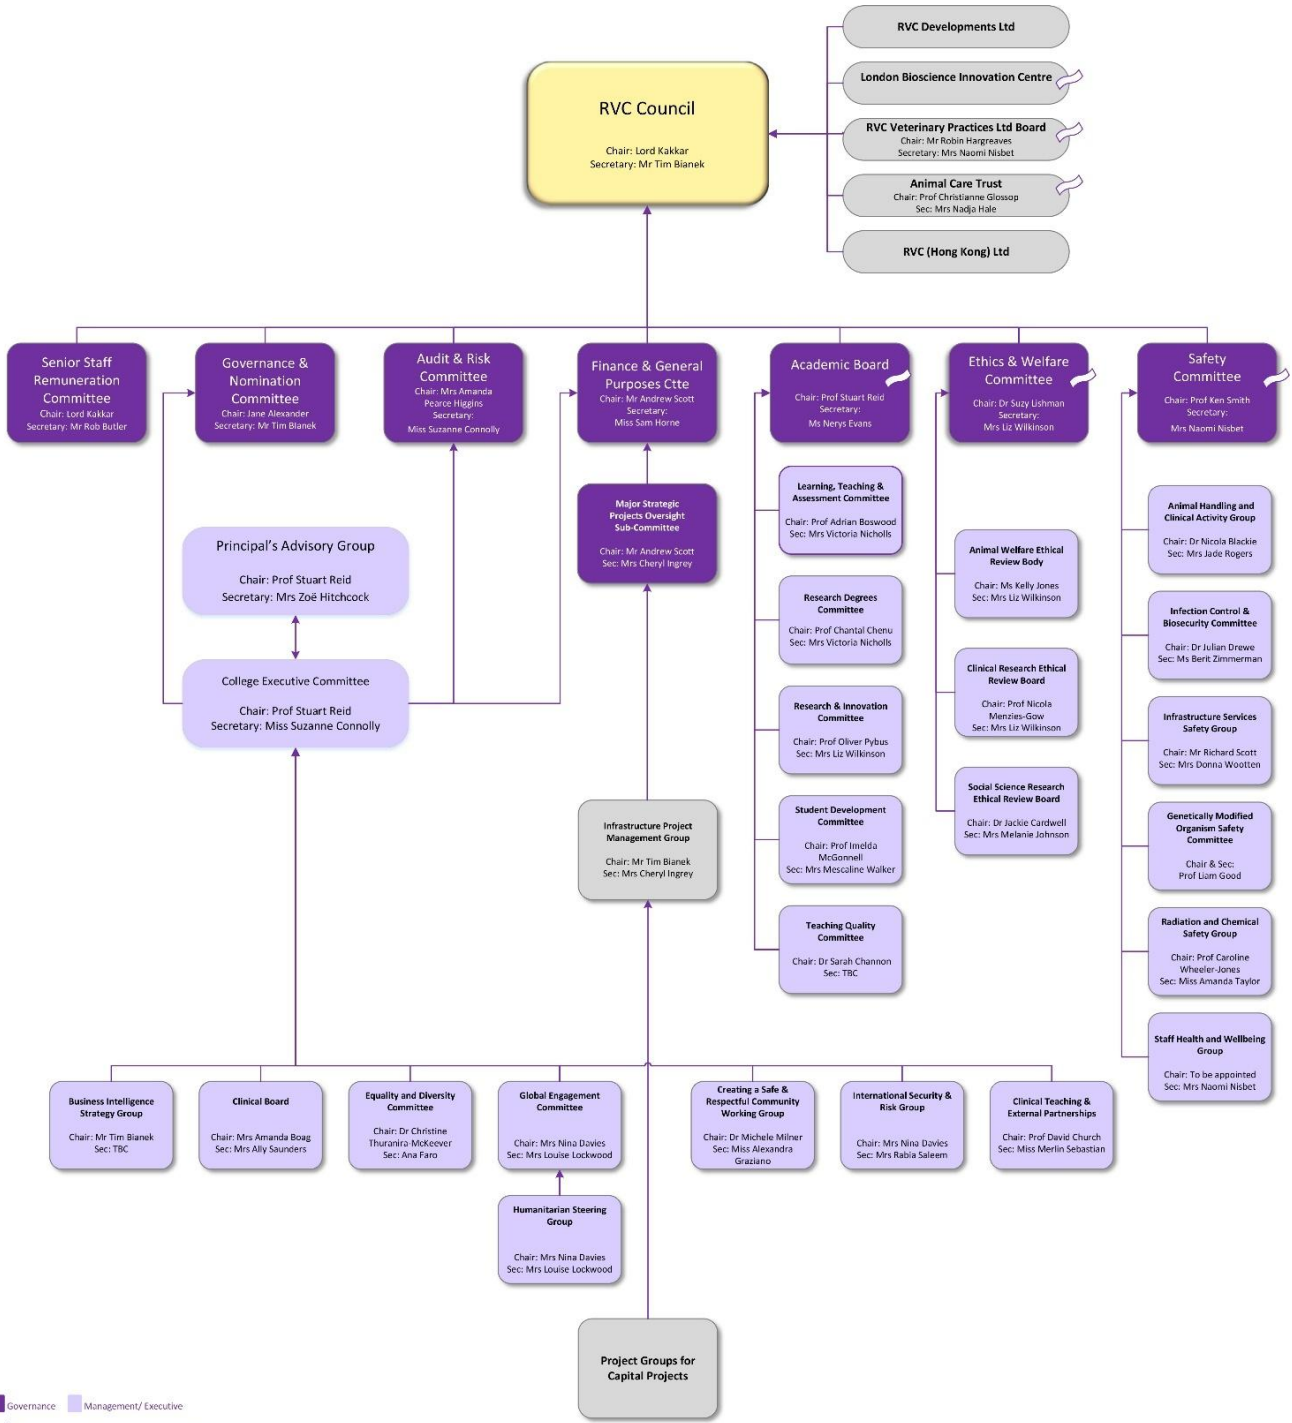 RVC Developments Ltd
London Bioscience Innovation Centre
RVC Veterinary Practices Ltd Board
Chair: Mr Robin Hargreaves
Secretary: Mrs Naomi Nisbet
Animal Care Trust
Chair: Prof Christianne Glossop
Sec: Mrs Nadja Hale
RVC (Hong Kong) Ltd
RVC Council
Chair: Lord Kakkar
Secretary: Mr Tim Bianek
Senior Staff
Remuneration
Committee
Chair: Lord Kakkar
Secretary: Mr Rob Butler
Governance &
Nomination
Committee
Chair: Jane Alexander
Secretary: Mr Tim Bianek
Audit & Risk
Committee
Chair: Mrs Amanda
Pearce Higgins
Secretary:
Miss Suzanne Connolly
Finance & General
Purposes Ctte
Chair: Mr Andrew Scott
Secretary:
Miss Sam Horne
Academic Board
Chair: Prof Stuart Reid
Secretary:
Ms Nerys Evans
Ethics & Welfare
Committee
Chair: Dr Suzy Lishman
Secretary:
Mrs Liz Wilkinson
Safety
Committee
Chair: Prof Ken Smith
Secretary:
Mrs Naomi Nisbet
Principal's Advisory Group
Chair: Prof Stuart Reid
Secretary: Mrs Zoë Hitchcock
College Executive Committee
Chair: Prof Stuart Reid
Secretary: Miss Suzanne Connolly
Major Strategic
Projects Oversight
Sub-Committee
Chair: Mr Andrew Scott
Sec: Mrs Cheryl Ingrey
Infrastructure Project
Management Group
Chair: Mr Tim Bianek
Sec: Mrs Cheryl Ingrey
Learning, Teaching &
Assessment Committee
Chair: Prof Adrian Boswood
Sec: Mrs Victoria Nicholls
Research Degrees
Committee
Chair: Prof Chantal Chenu
Sec: Mrs Victoria Nicholls
Research & Innovation
Committee
Chair: Prof Oliver Pybus
Sec: Mrs Liz Wilkinson
Student Development
Committee
Chair: Prof Imelda
McGonnell
Sec: Mrs Mescaline Walker
Teaching Quality
Committee
Chair: Dr Sarah Channon
Sec: TBC
Animal Welfare Ethical
Review Body
Chair: Ms Kelly Jones
Sec: Mrs Liz Wilkinson
Clinical Research Ethical
Review Board
Chair: Prof Nicola
Menzies-Gow
Sec: Mrs Liz Wilkinson
Social Science Research
Ethical Review Board
Chair: Dr Jackie Cardwell
Sec: Mrs Melanie Johnson
Animal Handling and
Clinical Activity Group
Chair: Dr Nicola Blackie
Sec: Mrs Jade Rogers
Infection Control &
Biosecurity Committee
Chair: Dr Julian Drewe
Sec: Ms Berit Zimmerman
Infrastructure Services
Safety Group
Chair: Mr Richard Scott
Sec: Mrs Donna Wootten
Genetically Modified
Organism Safety
Committee
Chair & Sec:
Prof Liam Good
Radiation and Chemical
Safety Group
Chair: Prof Caroline
Wheeler-Jones
Sec: Miss Amanda Taylor
Staff Health and Wellbeing
Group
Chair: To be appointed
Sec: Mrs Naomi Nisbet
Business Intelligence
Strategy Group
Chair: Mr Tim Bianek
Sec: TBC
Clinical Board
Chair: Mrs Amanda Boag
Sec: Mrs Ally Saunders
Equality and Diversity
Committee
Chair: Dr Christine
Thuranira-McKeever
Sec: Ana Faro
Global Engagement
Committee
Chair: Mrs Nina Davies
Sec: Mrs Louise Lockwood
Creating a Safe &
Respectful Community
Working Group
Chair: Dr Michele Milner
Sec: Miss Alexandra
Graziano
International Security &
Risk Group
Chair: Mrs Nina Davies
Sec: Mrs Rabia Saleem
Clinical Teaching &
External Partnerships
Chair: Prof David Church
Sec: Miss Merlin Sebastian
Humanitarian Steering
Group
Chair: Mrs Nina Davies
Sec: Mrs Louise Lockwood
Project Groups for
Capital Projects
Governance
Management/ Executive